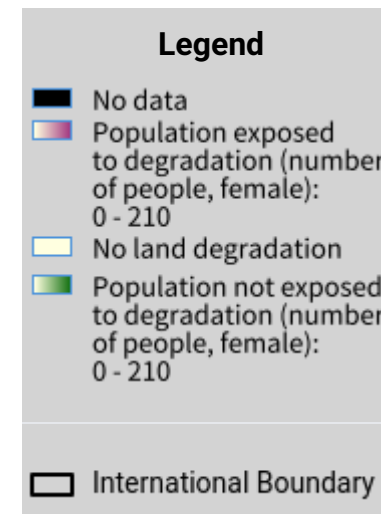 Legend
No data
Population exposed
to degradation (number
of people, female):
0 - 210
No land degradation
Population not exposed
to degradation (number
of people, female):
0 - 210
International Boundary